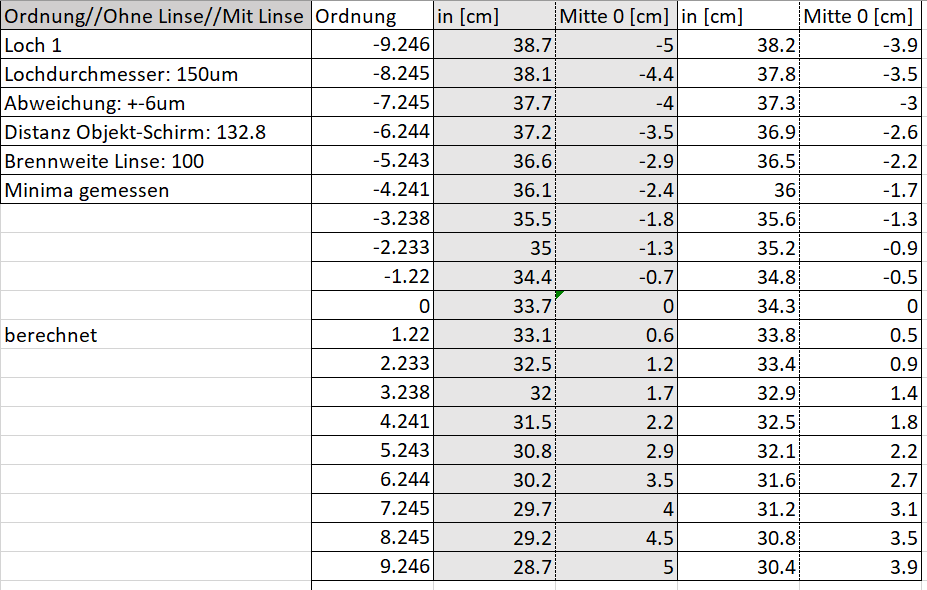 Ordnung//Ohne Linse//Mit Linse Ordnung in [cm] Mitte 0 [cm] in [cm] Mitte 0 [cm]
Loch 1 -9.246 38.7 -5 38.2 -3.9
Lochdurchmesser: 150um -8.245 38.1 -4.4 37.8 -3.5
Abweichung: +-6um -7.245 37.7 -4 37.3 -3
Distanz Objekt-Schirm: 132.8 -6.244 37.2 -3.5 36.9 -2.6
Brennweite Linse: 100 -5.243 36.6 -2.9 36.5 -2.2
Minima gemessen -4.241 36.1 -2.4 36 -1.7
-3.238 35.5 -1.8 35.6 -1.3
-2.233 35 -1.3 35.2 -0.9
-1.22 34.4 -0.7 34.8 -0.5
0 33.7 0 34.3 0
berechnet 1.22 33.1 0.6 33.8 0.5
2.233 32.5 1.2 33.4 0.9
3.238 32 1.7 32.9 1.4
4.241 31.5 2.2 32.5 1.8
5.243 30.8 2.9 32.1 2.2
6.244 30.2 3.5 31.6 2.7
7.245 29.7 4 31.2 3.1
8.245 29.2 4.5 30.8 3.5
9.246 28.7 5 30.4 3.9